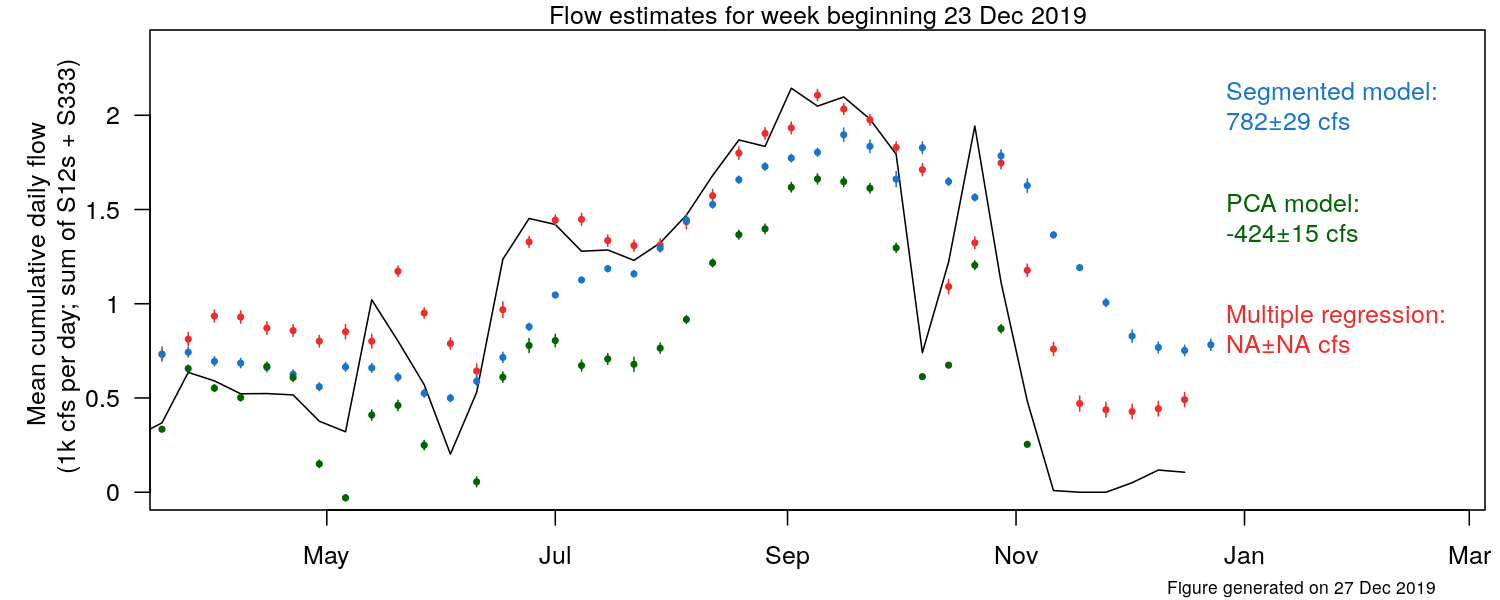 Flow estimates for week beginning 23 Dec 2019
Mean cumulative daily flow
(1k cfs per day; sum of S12s + S333)
2
1.5
1
0.5
0
Segmented model:
782±29 cfs
PCA model:
-424±15 cfs
Multiple regression:
NA±NA cfs
May Jul Sep Nov Jan Mar
Figure generated on 27 Dec 2019